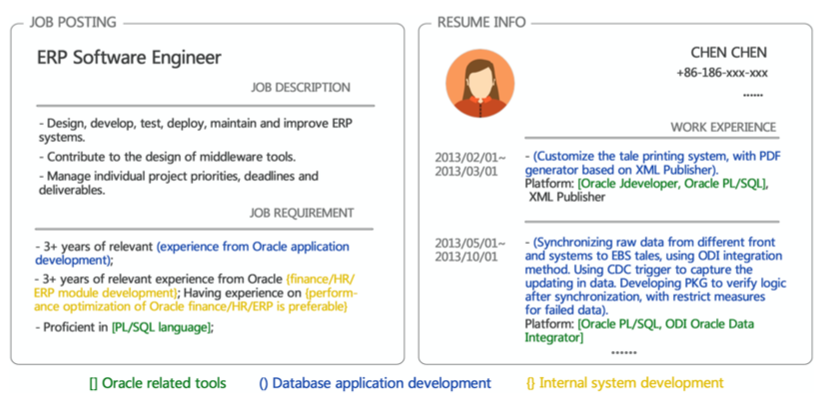 JOB POSTING
ERP Software Engineer
JOB DESCRIPTION
- Design, develop, test, deploy, maintain and improve ERP
systems.
- Contribute to the design of middleware tools.
- Manage individual project priorities, deadlines and
deliverables.
JOB REQUIREMENT
- 3+ years of relevant (experience from Oracle application
development);
- 3+ years of relevant experience from Oracle {finance/HR/
ERP module development}; Having experience on {perform-
ance optimization of Oracle finance/HR/ERP is preferable}
- Proficient in [PL/SQL language];
RESUME INFO
CHEN CHEN
+86-186-xxx-xxx
......
WORK EXPERIENCE
2013/02/01~
2013/03/01
- (Customize the tale printing system, with PDF
generator based on XML Publisher).
Platform: [Oracle Jdeveloper, Oracle PL/SQL],
XML Publisher
2013/05/01~
2013/10/01
- (Synchronizing raw data from different front
and systems to EBS tales, using ODI integration
method. Using CDC trigger to capture the
updating in data. Developing PKG to verify logic
after synchronization, with restrict measures
for failed data).
Platform: [Oracle PL/SQL, ODI Oracle Data
Integrator]
......
[] Oracle related tools () Database application development {} Internal system development